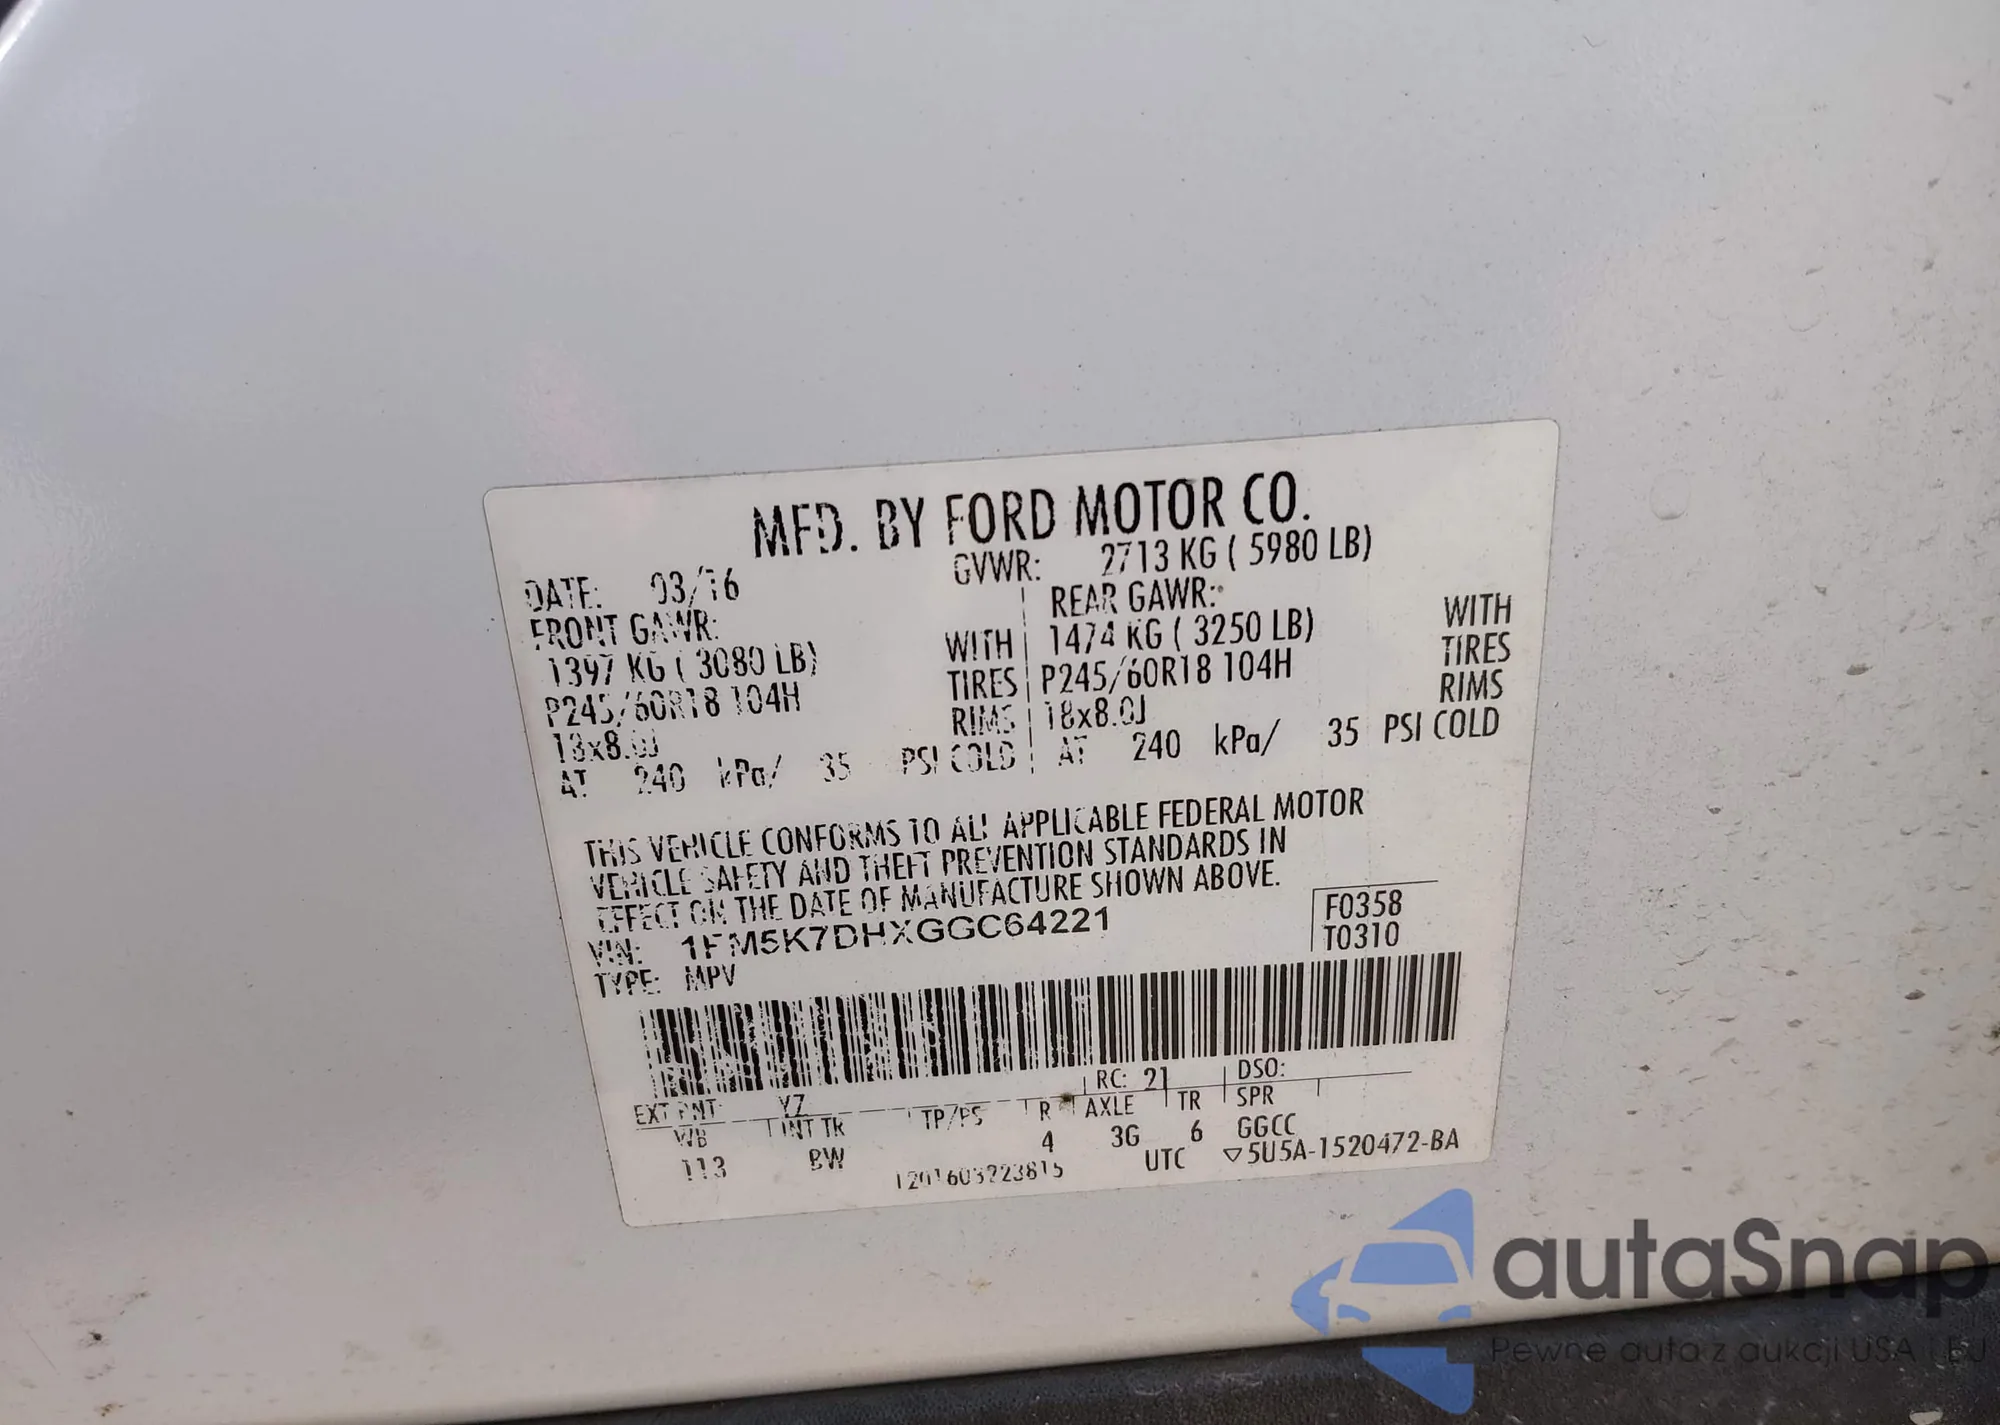 MFD. BY FORD MOTOR CO.
DATE: 03/16 GVWR: 2713 KG ( 5980 LB)
FRONT GAWR: REAR GAWR:
1397 KG ( 3080 LB) WITH 1474 KG ( 3250 LB) WITH
P245/60R18 104H TIRES P245/60R18 104H TIRES
18x8.0J RIMS 18x8.0J RIMS
AT 240 kPa/ 35 PSI COLD AT 240 kPa/ 35 PSI COLD
THIS VEHICLE CONFORMS TO ALL APPLICABLE FEDERAL MOTOR
VEHICLE SAFETY AND THEFT PREVENTION STANDARDS IN
EFFECT ON THE DATE OF MANUFACTURE SHOWN ABOVE.
VIN: 1FM5K7DHXGGC64221 F0358
TYPE: MPV T0310
EXT PNT: YZ RC: 21 DSO:
WB INT TR TP/PS R AXLE TR SPR
113 BW 4 3G 6 GGCC
1201603223815 UTC ▽5U5A-1520472-BA
autaSnap
Pewne auta z aukcji USA i EU